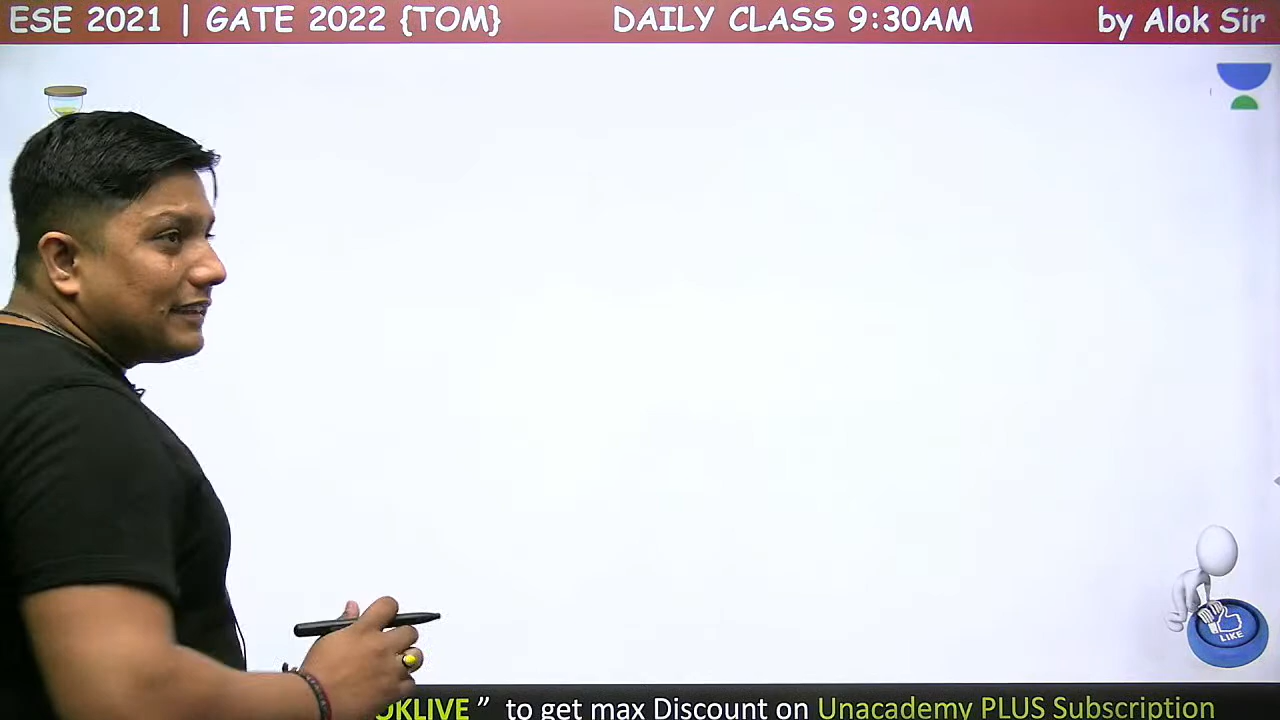 ESE 2021 | GATE 2022 {TOM} DAILY CLASS 9:30AM by Alok Sir
LIKE
OKLIVE ” to get max Discount on Unacademy PLUS Subscription